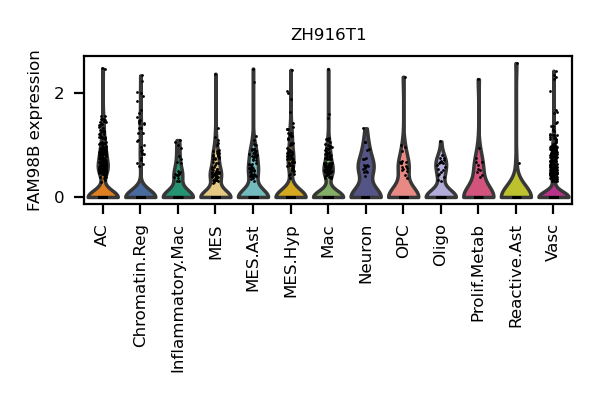 ZH916T1
FAM98B expression
2
0
AC
Chromatin.Reg
Inflammatory.Mac
MES
MES.Ast
MES.Hyp
Mac
Neuron
OPC
Oligo
Prolif.Metab
Reactive.Ast
Vasc